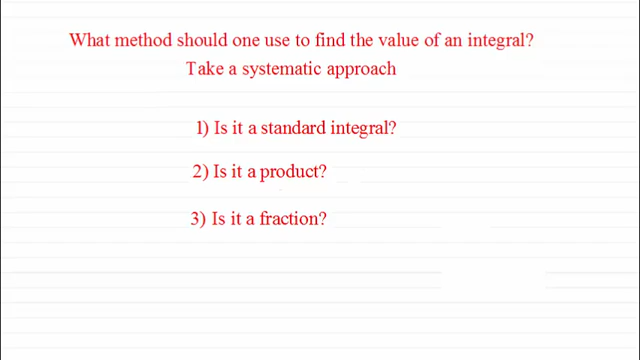 What method should one use to find the value of an integral?
Take a systematic approach
1) Is it a standard integral?
2) Is it a product?
3) Is it a fraction?